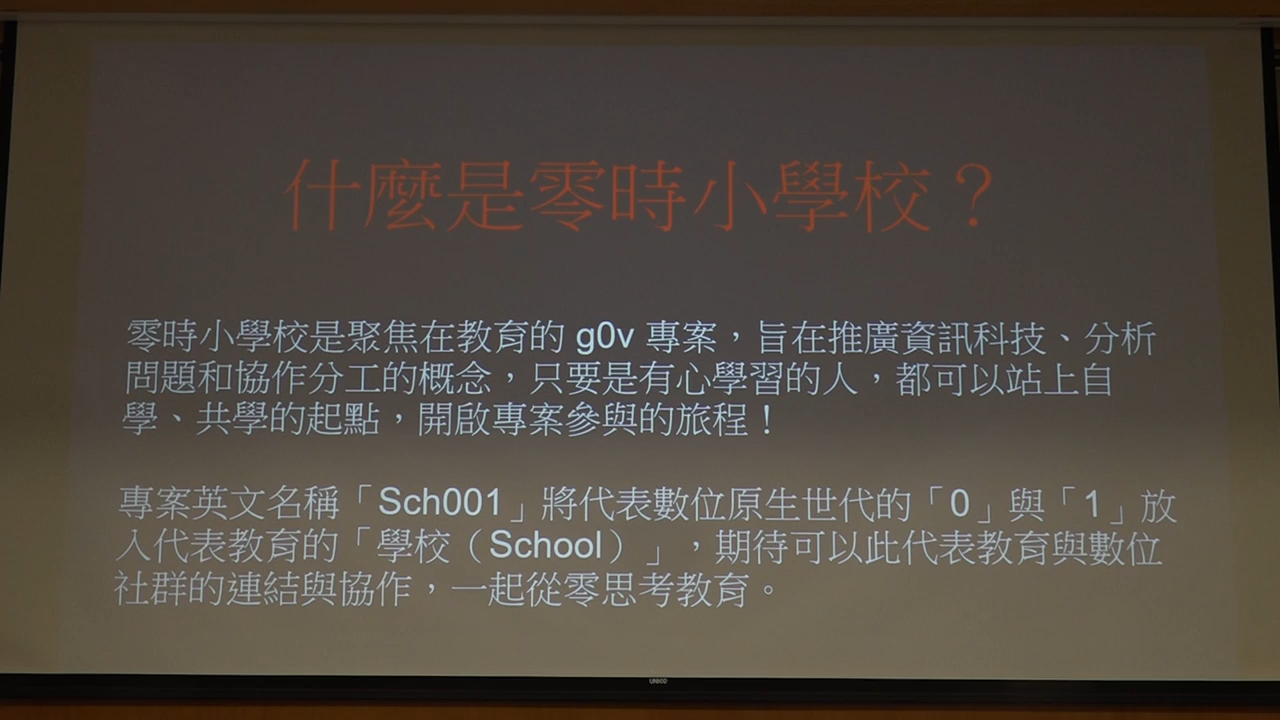 什麼是零時小學校？
零時小學校是聚焦在教育的 g0v 專案，旨在推廣資訊科技、分析
問題和協作分工的概念，只要是有心學習的人，都可以站上自
學、共學的起點，開啟專案參與的旅程！
專案英文名稱「Sch001」將代表數位原生世代的「0」與「1」放
入代表教育的「學校（School）」，期待可以此代表教育與數位
社群的連結與協作，一起從零思考教育。
UNICO